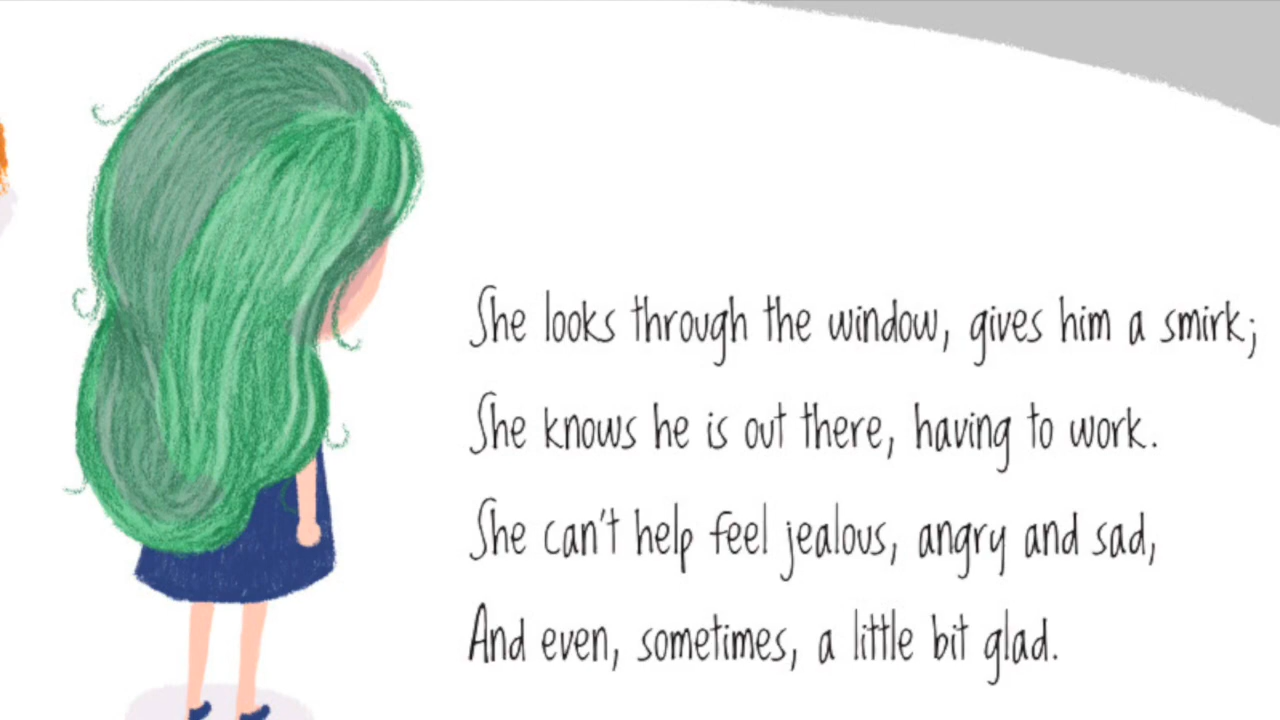 She looks through the window, gives him a smirk;
She knows he is out there, having to work.
She can't help feel jealous, angry and sad,
And even, sometimes, a little bit glad.